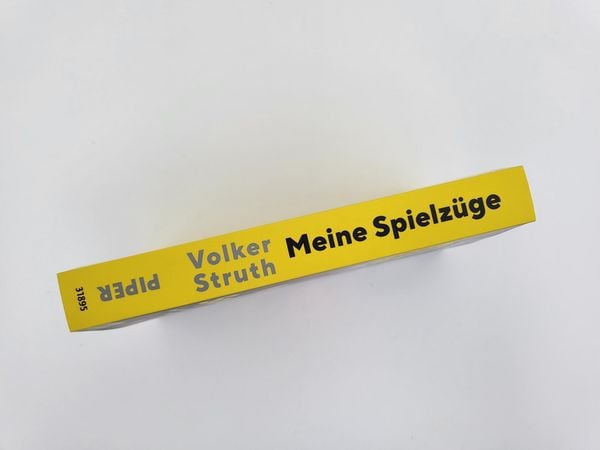 31895
PIPER
Volker
Struth
Meine Spielzüge